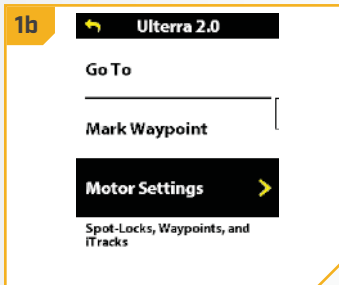 1b
Ulterra 2.0
Go To
Mark Waypoint
Motor Settings
Spot-Locks, Waypoints, and
iTracks